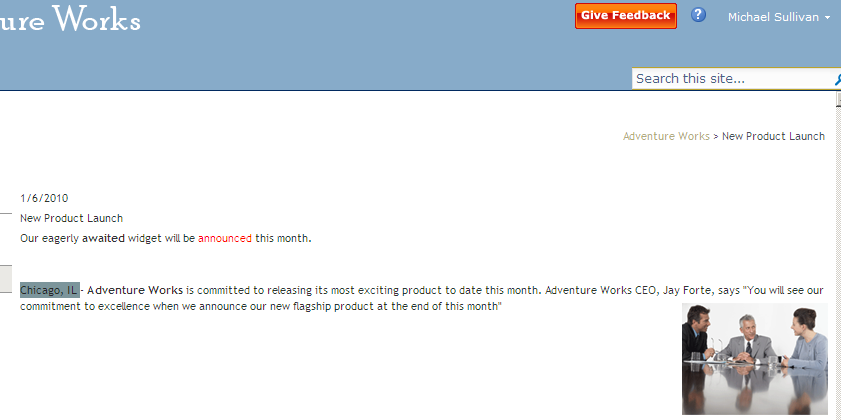 ure Works
Give Feedback
?
Michael Sullivan
Search this site...
Adventure Works > New Product Launch
1/6/2010
New Product Launch
Our eagerly awaited widget will be announced this month.
Chicago, IL - Adventure Works is committed to releasing its most exciting product to date this month. Adventure Works CEO, Jay Forte, says "You will see our
commitment to excellence when we announce our new flagship product at the end of this month"